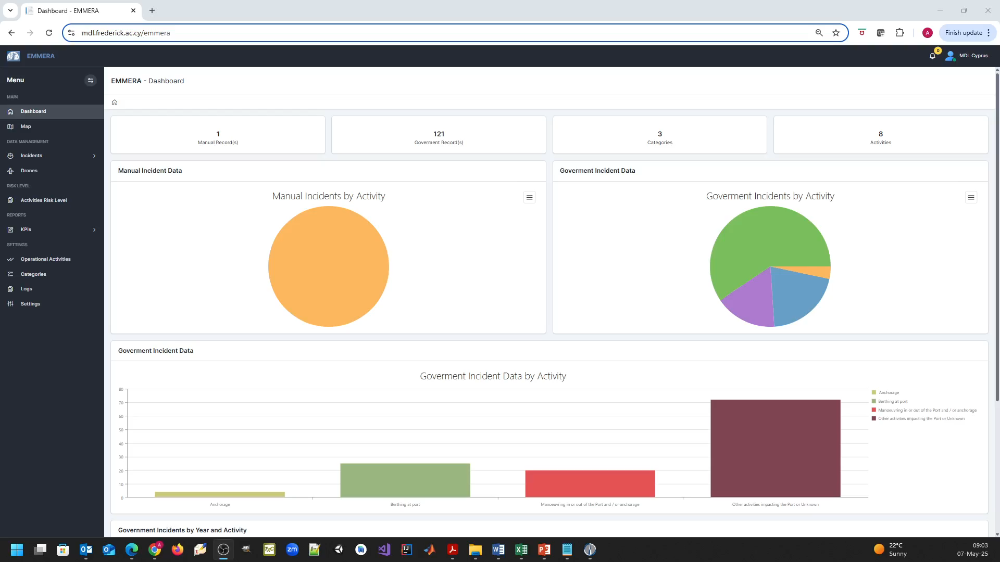 Dashboard - EMMERA
mdl.frederick.ac.cy/emmera
A
Finish update
EMMERA
0
MDL Cyprus
Menu
MAIN
Dashboard
Map
DATA MANAGEMENT
Incidents
Drones
RISK LEVEL
Activities Risk Level
REPORTS
KPIs
SETTINGS
Operational Activities
Categories
Logs
Settings
EMMERA - Dashboard
1
Manual Record(s)
121
Goverment Record(s)
3
Categories
8
Activities
Manual Incident Data
Manual Incidents by Activity
Goverment Incident Data
Goverment Incidents by Activity
Goverment Incident Data
Goverment Incident Data by Activity
80
70
60
50
40
30
20
10
0
Anchorage
Berthing at port
Manoeuvring in or out of the Port and / or anchorage
Other activities impacting the Port or Unknown
Anchorage
Berthing at port
Manoeuvring in or out of the Port and / or anchorage
Other activities impacting the Port or Unknown
Government Incidents by Year and Activity
A
TXC
zm
IJ
22°C
Sunny
09:03
07-May-25